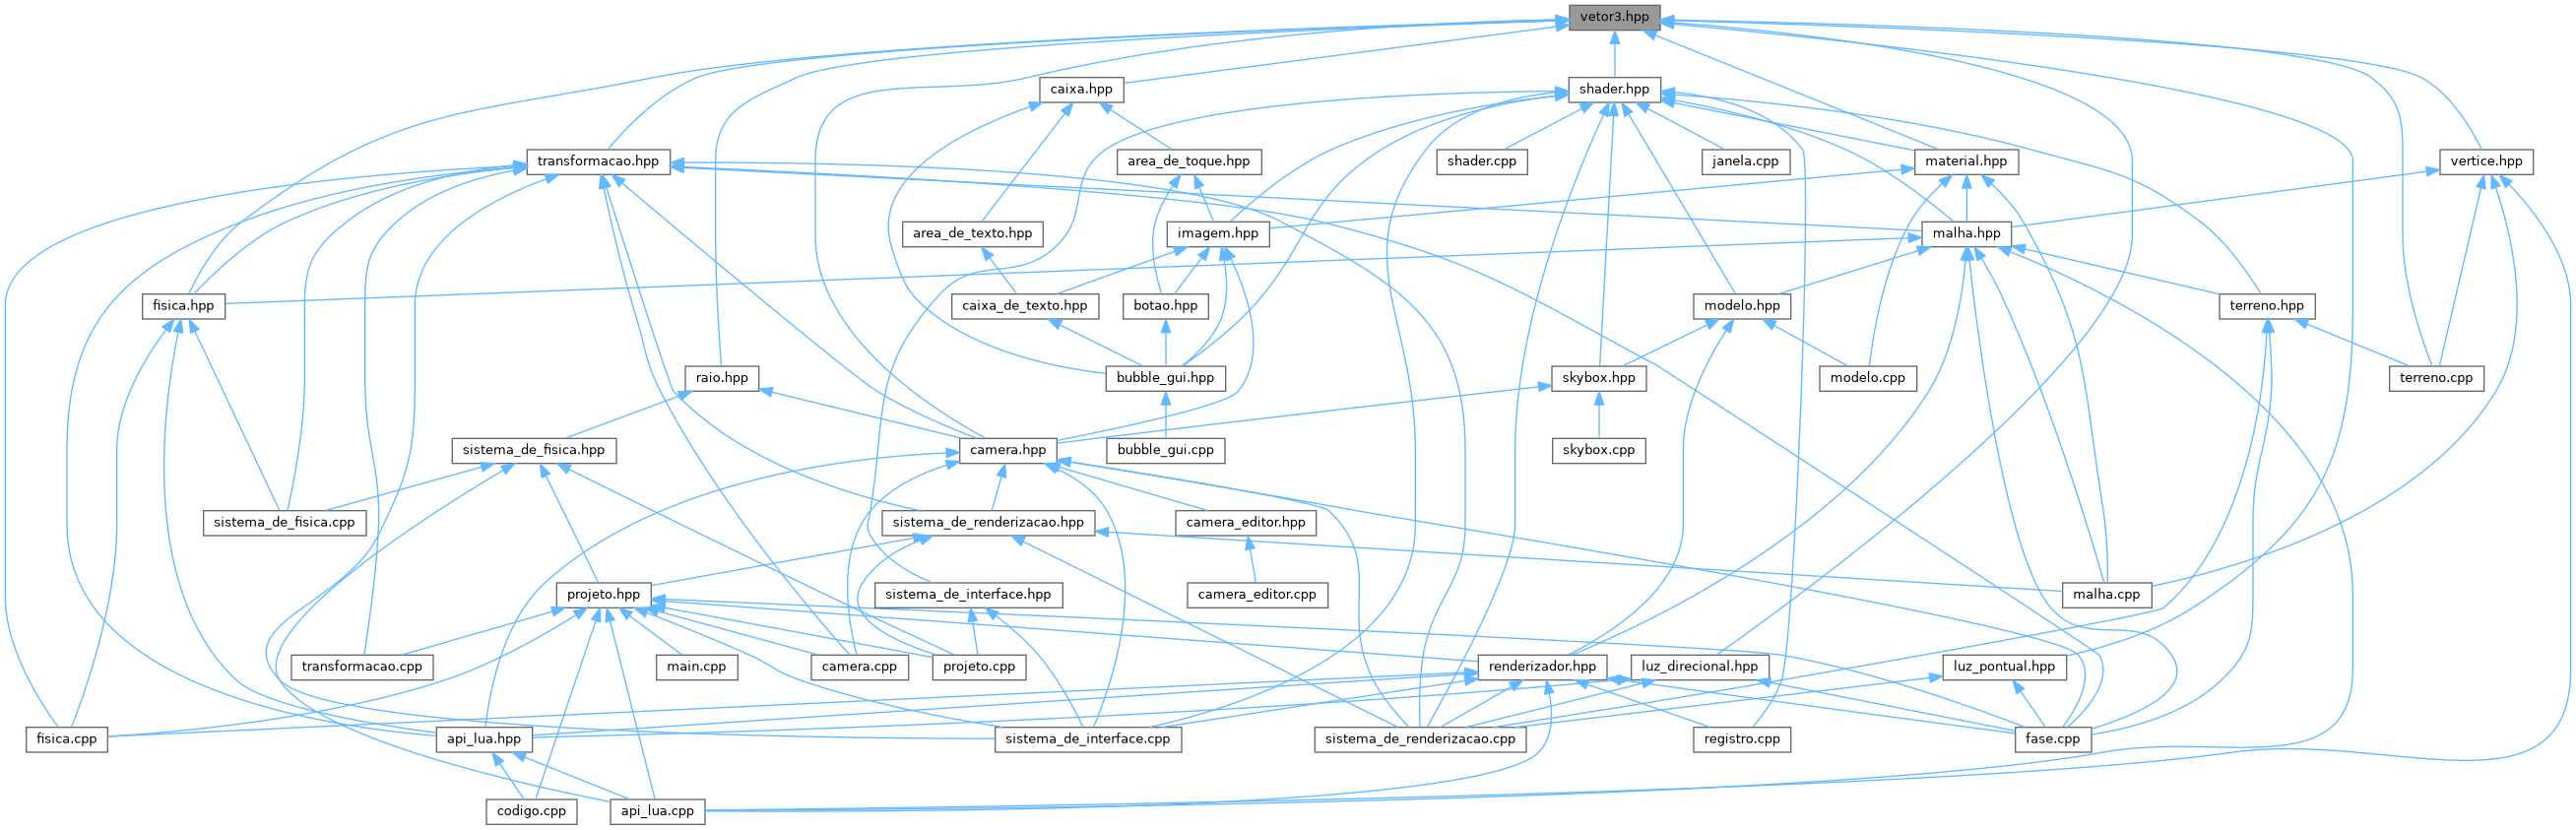 vetor3.hpp
caixa.hpp
shader.hpp
transformacao.hpp
area_de_toque.hpp
shader.cpp
janela.cpp
material.hpp
vertice.hpp
area_de_texto.hpp
imagem.hpp
malha.hpp
fisica.hpp
caixa_de_texto.hpp
botao.hpp
modelo.hpp
terreno.hpp
raio.hpp
bubble_gui.hpp
skybox.hpp
modelo.cpp
terreno.cpp
sistema_de_fisica.hpp
camera.hpp
bubble_gui.cpp
skybox.cpp
sistema_de_fisica.cpp
sistema_de_renderizacao.hpp
camera_editor.hpp
projeto.hpp
sistema_de_interface.hpp
camera_editor.cpp
malha.cpp
transformacao.cpp
main.cpp
camera.cpp
projeto.cpp
renderizador.hpp
luz_direcional.hpp
luz_pontual.hpp
fisica.cpp
api_lua.hpp
sistema_de_interface.cpp
sistema_de_renderizacao.cpp
registro.cpp
fase.cpp
codigo.cpp
api_lua.cpp